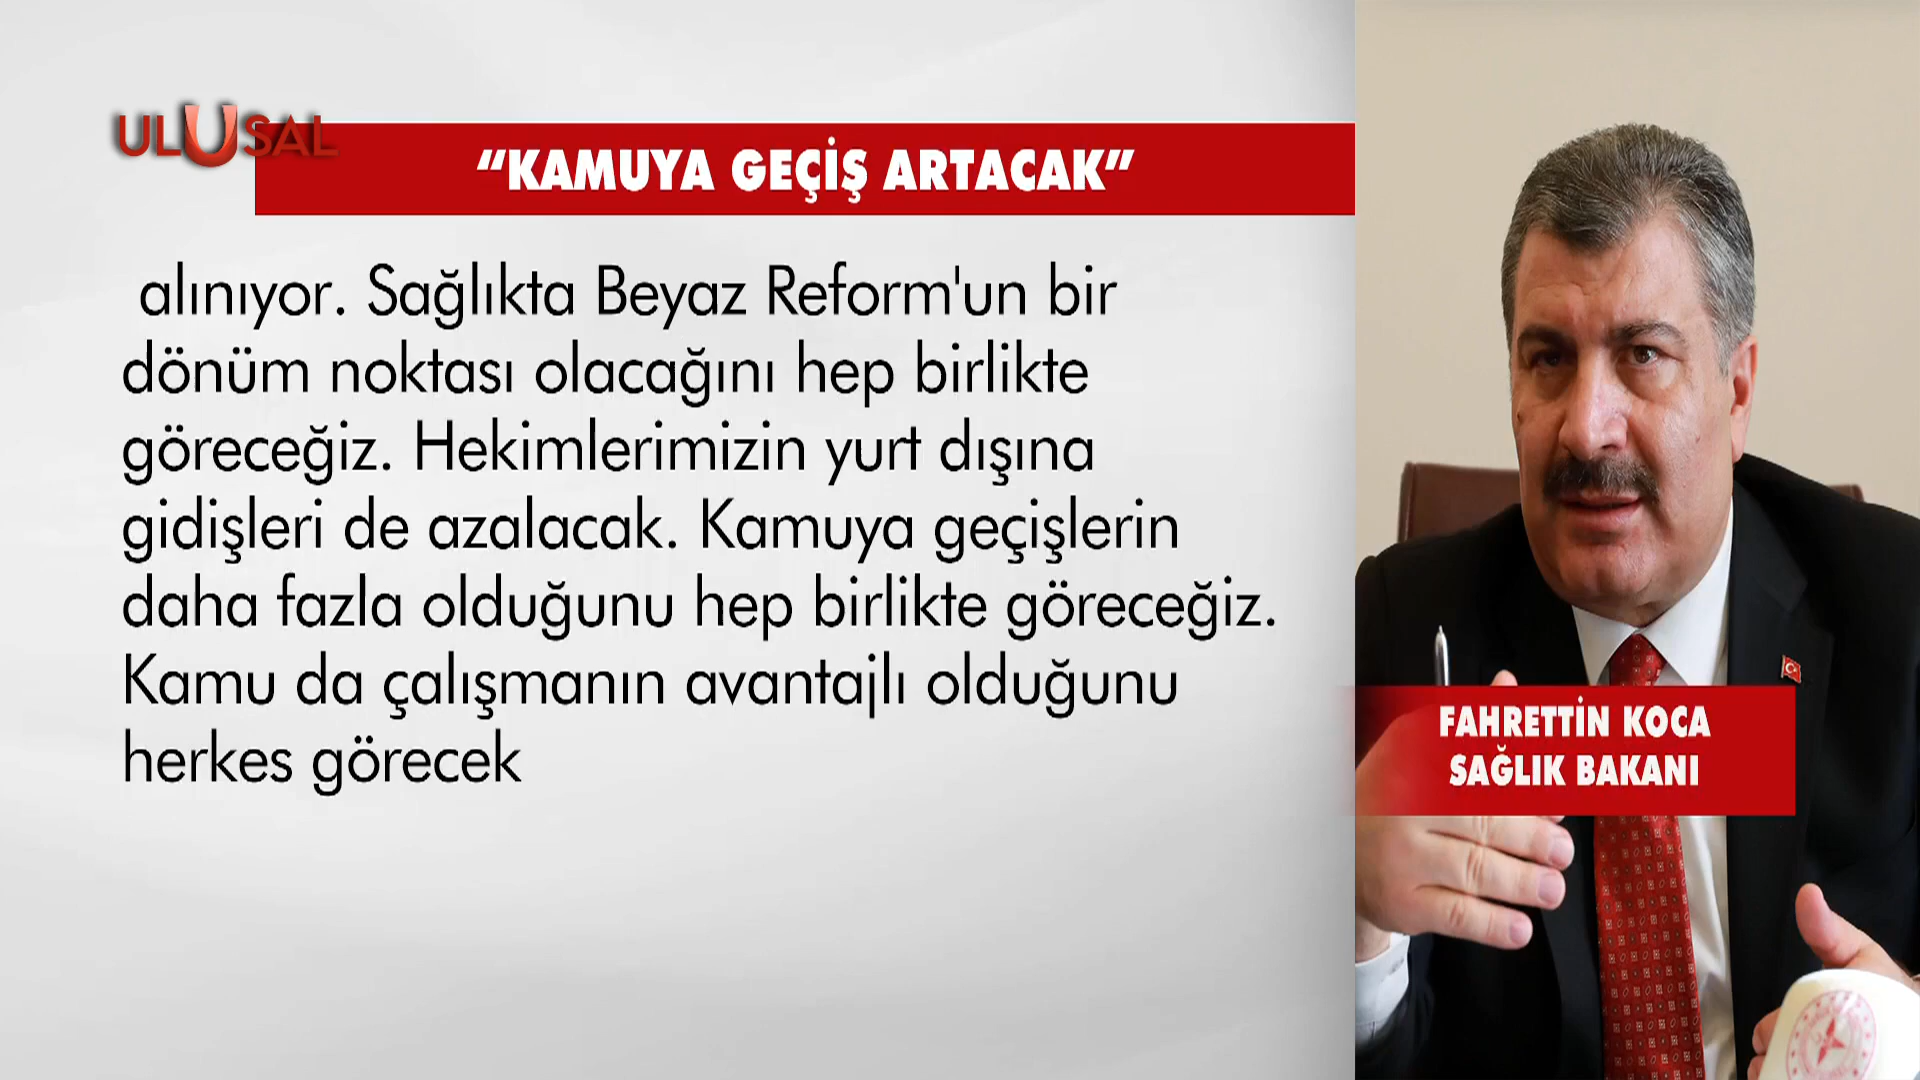 ULUSAL
“KAMUYA GEÇİŞ ARTACAK”
alınıyor. Sağlıkta Beyaz Reform'un bir
dönüm noktası olacağını hep birlikte
göreceğiz. Hekimlerimizin yurt dışına
gidişleri de azalacak. Kamuya geçişlerin
daha fazla olduğunu hep birlikte göreceğiz.
Kamu da çalışmanın avantajlı olduğunu
herkes görecek
FAHRETTİN KOCA
SAĞLIK BAKANI